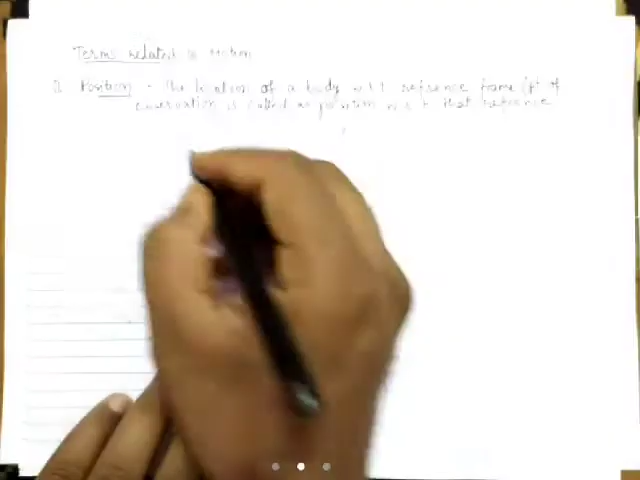 Terms related to Motion
Position - The location of a body w.r.t reference frame (pt of
observation is called as position w.r.t that reference